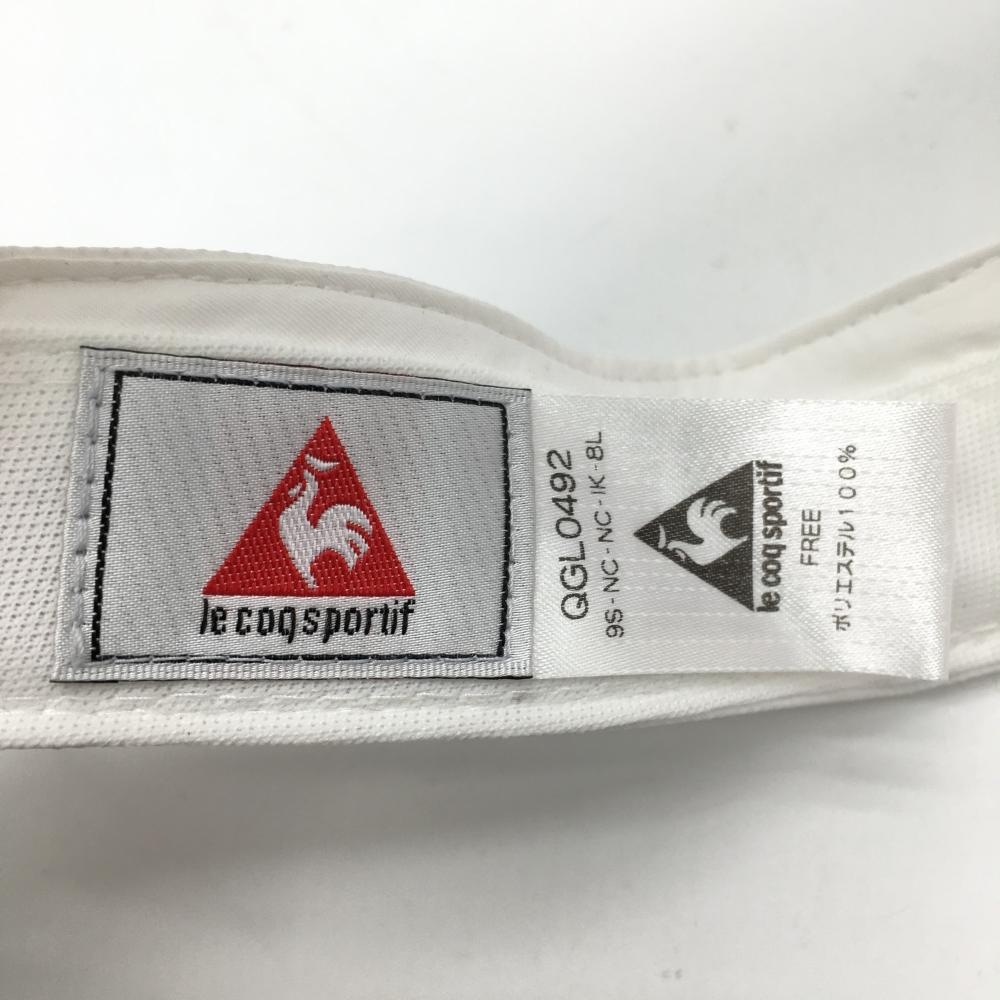 le coq sportif
QGL0492
9S-NC-NC-IK-8L
le coq sportif
FREE
ポリエステル100%